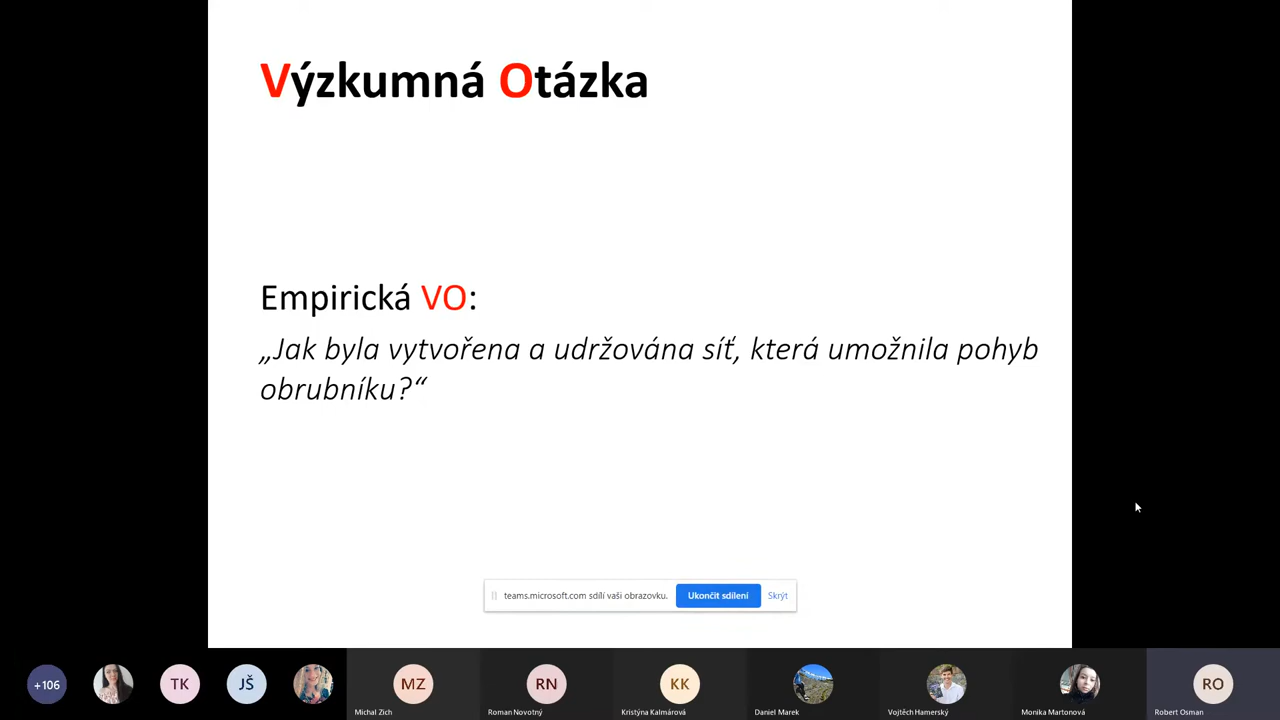 Výzkumná Otázka
Empirická VO:
„Jak byla vytvořena a udržována síť, která umožnila pohyb
obrubníku?“
teams.microsoft.com sdílí vaši obrazovku.
Ukončit sdílení
Skrýt
+106
TK
JŠ
MZ
RN
KK
RO
Michal Zich
Roman Novotný
Kristýna Kalmárová
Daniel Marek
Vojtěch Hamerský
Monika Martonová
Robert Osman